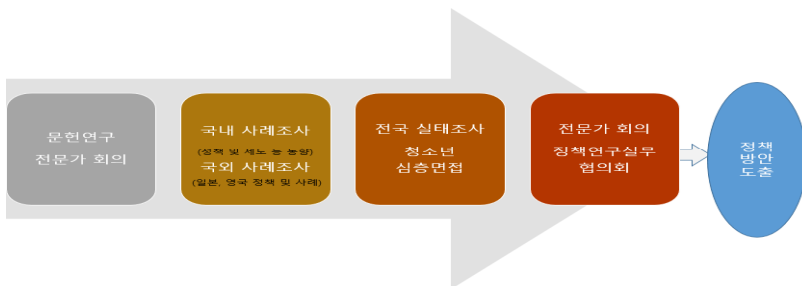 문헌연구
전문가 회의
국내 사례조사
(정책 및 제도 등 동향)
국외 사례조사
(일본, 영국 정책 및 사례)
전국 실태조사
청소년
심층면접
전문가 회의
정책연구실무
협의회
정책
방안
도출